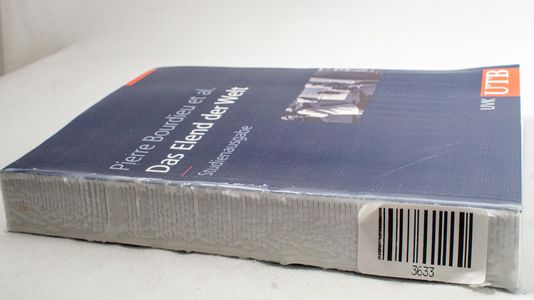 Pierre Bourdieu et al.
Das Elend der Welt
Studienausgabe
UVK
UTB
3633